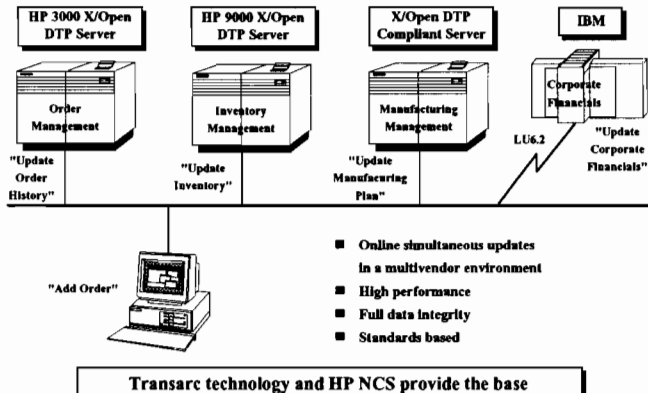 HP 3000 X/Open
DTP Server
HP 9000 X/Open
DTP Server
X/Open DTP
Compliant Server
IBM
Order
Management
Inventory
Management
Manufacturing
Management
Corporate
Financials
"Update
Order
History"
"Update
Inventory"
"Update
Manufacuring
Plan"
LU6.2
"Update
Corporate
Financials"
"Add Order"
■ Online simultaneous updates
in a multivendor environment
■ High performance
■ Full data integrity
■ Standards based
Transarc technology and HP NCS provide the base